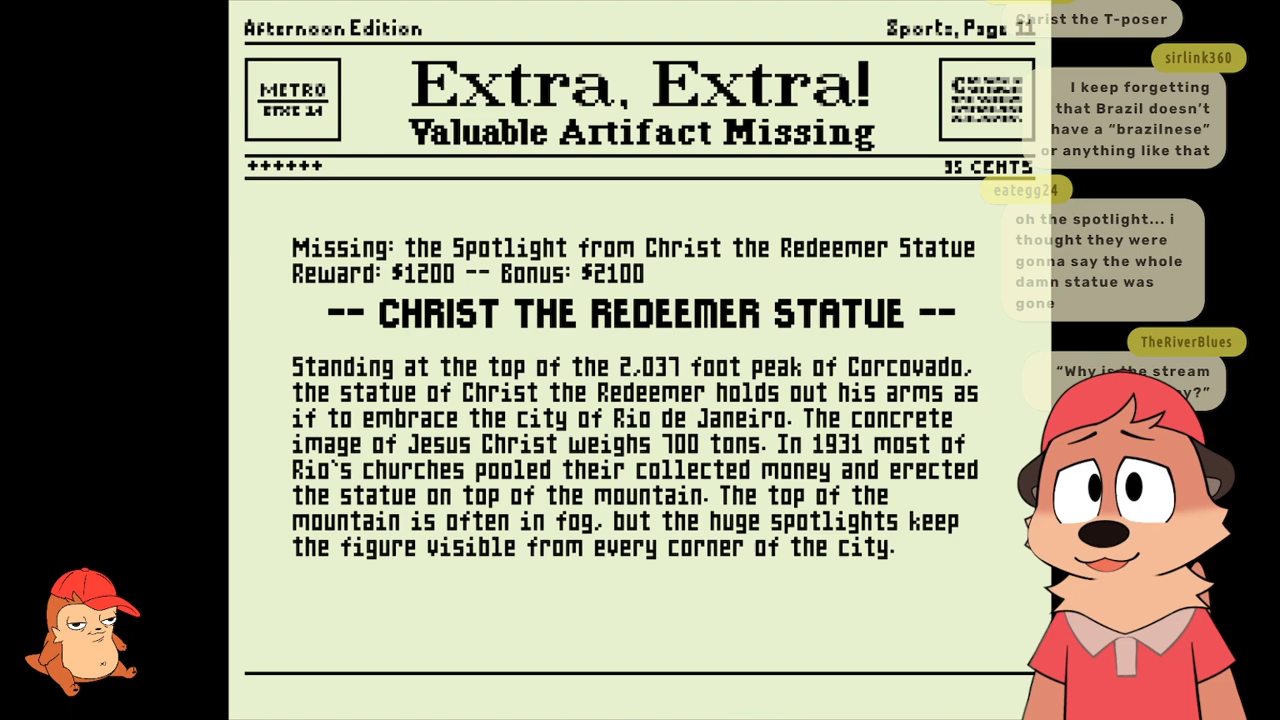 Afternoon Edition
Sports, Page 11
METRO
Extra, Extra!
Valuable Artifact Missing
++++++
35 CENTS
Missing: the Spotlight from Christ the Redeemer Statue
Reward: $1200 -- Bonus: $2100
-- CHRIST THE REDEEMER STATUE --
Standing at the top of the 2,037 foot peak of Corcovado,
the statue of Christ the Redeemer holds out his arms as
if to embrace the city of Rio de Janeiro. The concrete
image of Jesus Christ weighs 700 tons. In 1931 most of
Rio's churches pooled their collected money and erected
the statue on top of the mountain. The top of the
mountain is often in fog, but the huge spotlights keep
the figure visible from every corner of the city.
Christ the T-poser
sirlink360
I keep forgetting
that Brazil doesn't
have a "brazilnese"
or anything like that
eategg24
oh the spotlight... i
thought they were
gonna say the whole
damn statue was
gone
TheRiverBlues
"Why is the stream